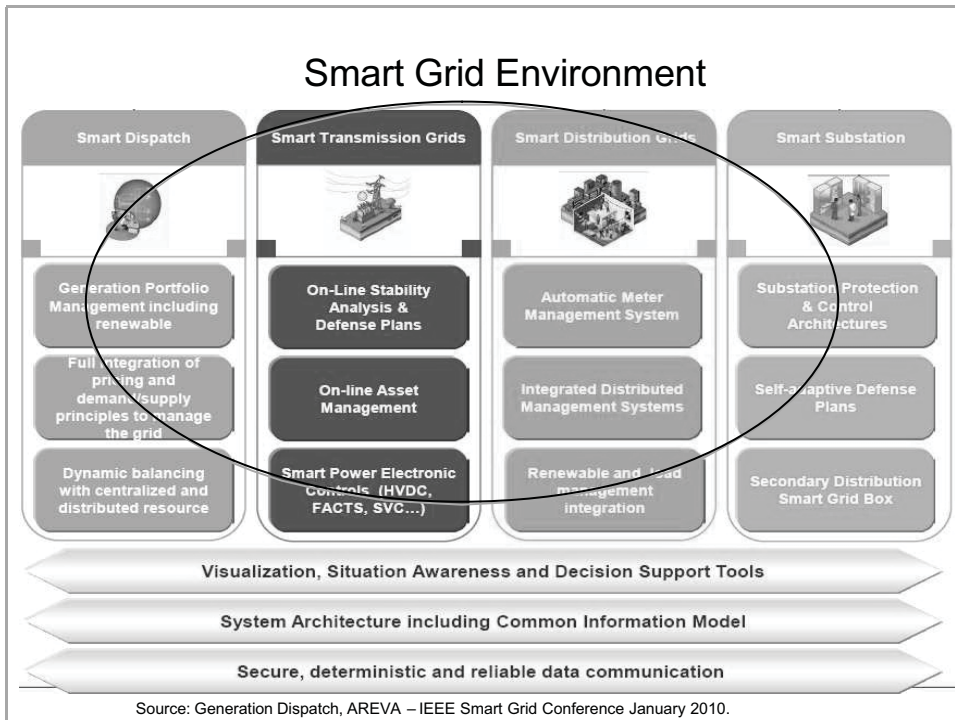 Smart Grid Environment
Smart Dispatch
Generation Portfolio
Management including
renewable
Full integration of
pricing and
demand/supply
principles to manage
the grid
Dynamic balancing
with centralized and
distributed resource
Smart Transmission Grids
On-Line Stability
Analysis &
Defense Plans
On-line Asset
Management
Smart Power Electronic
Controls (HVDC,
FACTS, SVC...)
Smart Distribution Grids
Automatic Meter
Management System
Integrated Distributed
Management Systems
Renewable and load
management
integration
Smart Substation
Substation Protection
& Control
Architectures
Self-adaptive Defense
Plans
Secondary Distribution
Smart Grid Box
Visualization, Situation Awareness and Decision Support Tools
System Architecture including Common Information Model
Secure, deterministic and reliable data communication
Source: Generation Dispatch, AREVA – IEEE Smart Grid Conference January 2010.